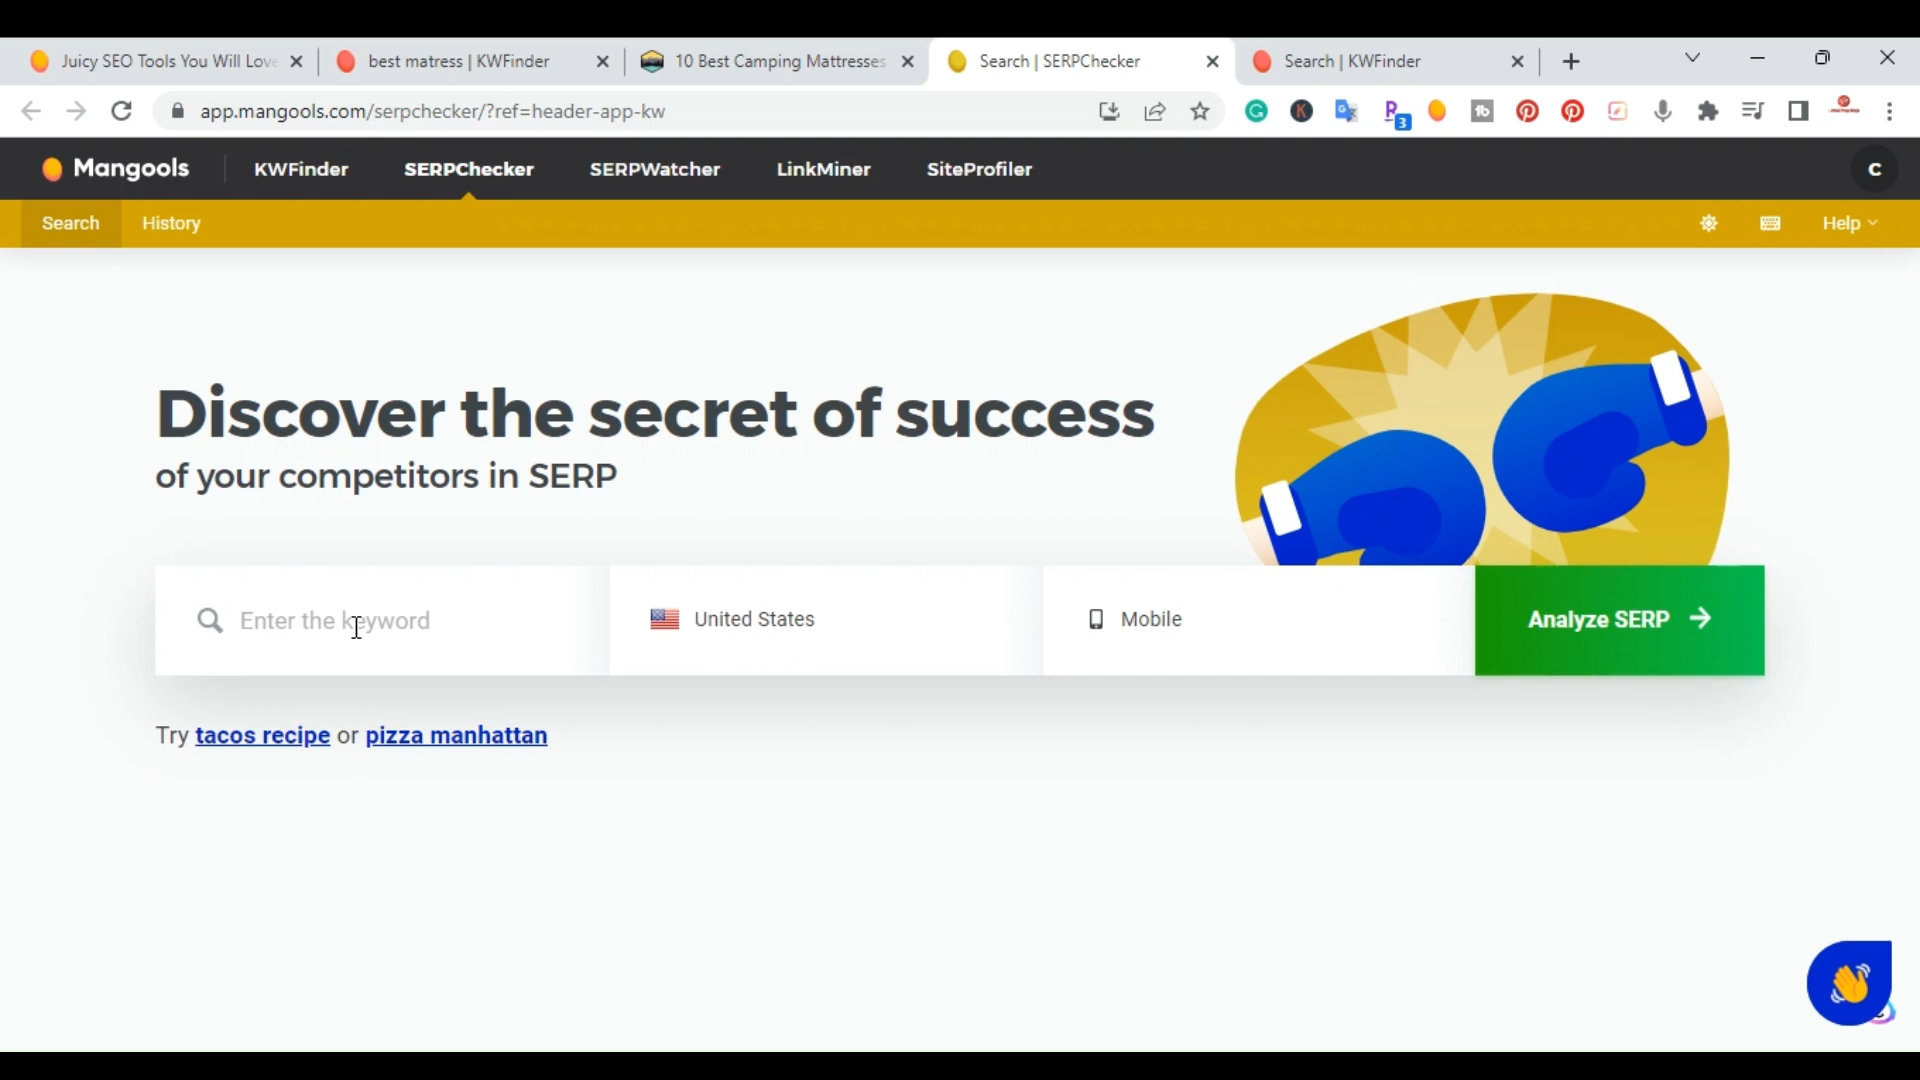 Juicy SEO Tools You Will Love
best matress | KWFinder
10 Best Camping Mattresses
Search | SERPChecker
Search | KWFinder
app.mangools.com/serpchecker/?ref=header-app-kw
3
Mangools
KWFinder
SERPChecker
SERPWatcher
LinkMiner
SiteProfiler
C
Search
History
Help
Discover the secret of success
of your competitors in SERP
Enter the keyword
United States
Mobile
Analyze SERP
Try tacos recipe or pizza manhattan